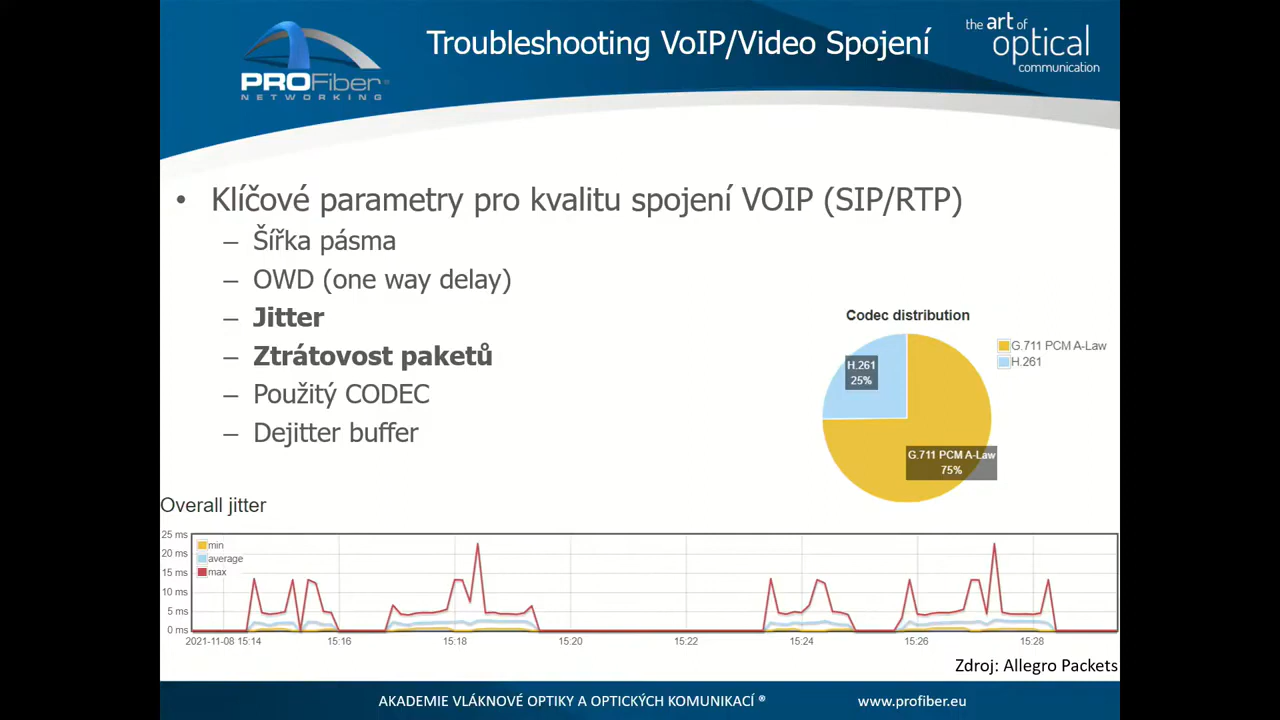 PROFiber
NETWORKING
Troubleshooting VoIP/Video Spojení
the art of
optical
communication
• Klíčové parametry pro kvalitu spojení VOIP (SIP/RTP)
– Šířka pásma
– OWD (one way delay)
– Jitter
– Ztrátovost paketů
– Použitý CODEC
– Dejitter buffer
Codec distribution
G.711 PCM A-Law
H.261
H.261
25%
G.711 PCM A-Law
75%
Overall jitter
25 ms
20 ms
15 ms
10 ms
5 ms
0 ms
min
average
max
2021-11-08 15:14 15:16 15:18 15:20 15:22 15:24 15:26 15:28
Zdroj: Allegro Packets
AKADEMIE VLÁKNOVÉ OPTIKY A OPTICKÝCH KOMUNIKACÍ ® www.profiber.eu